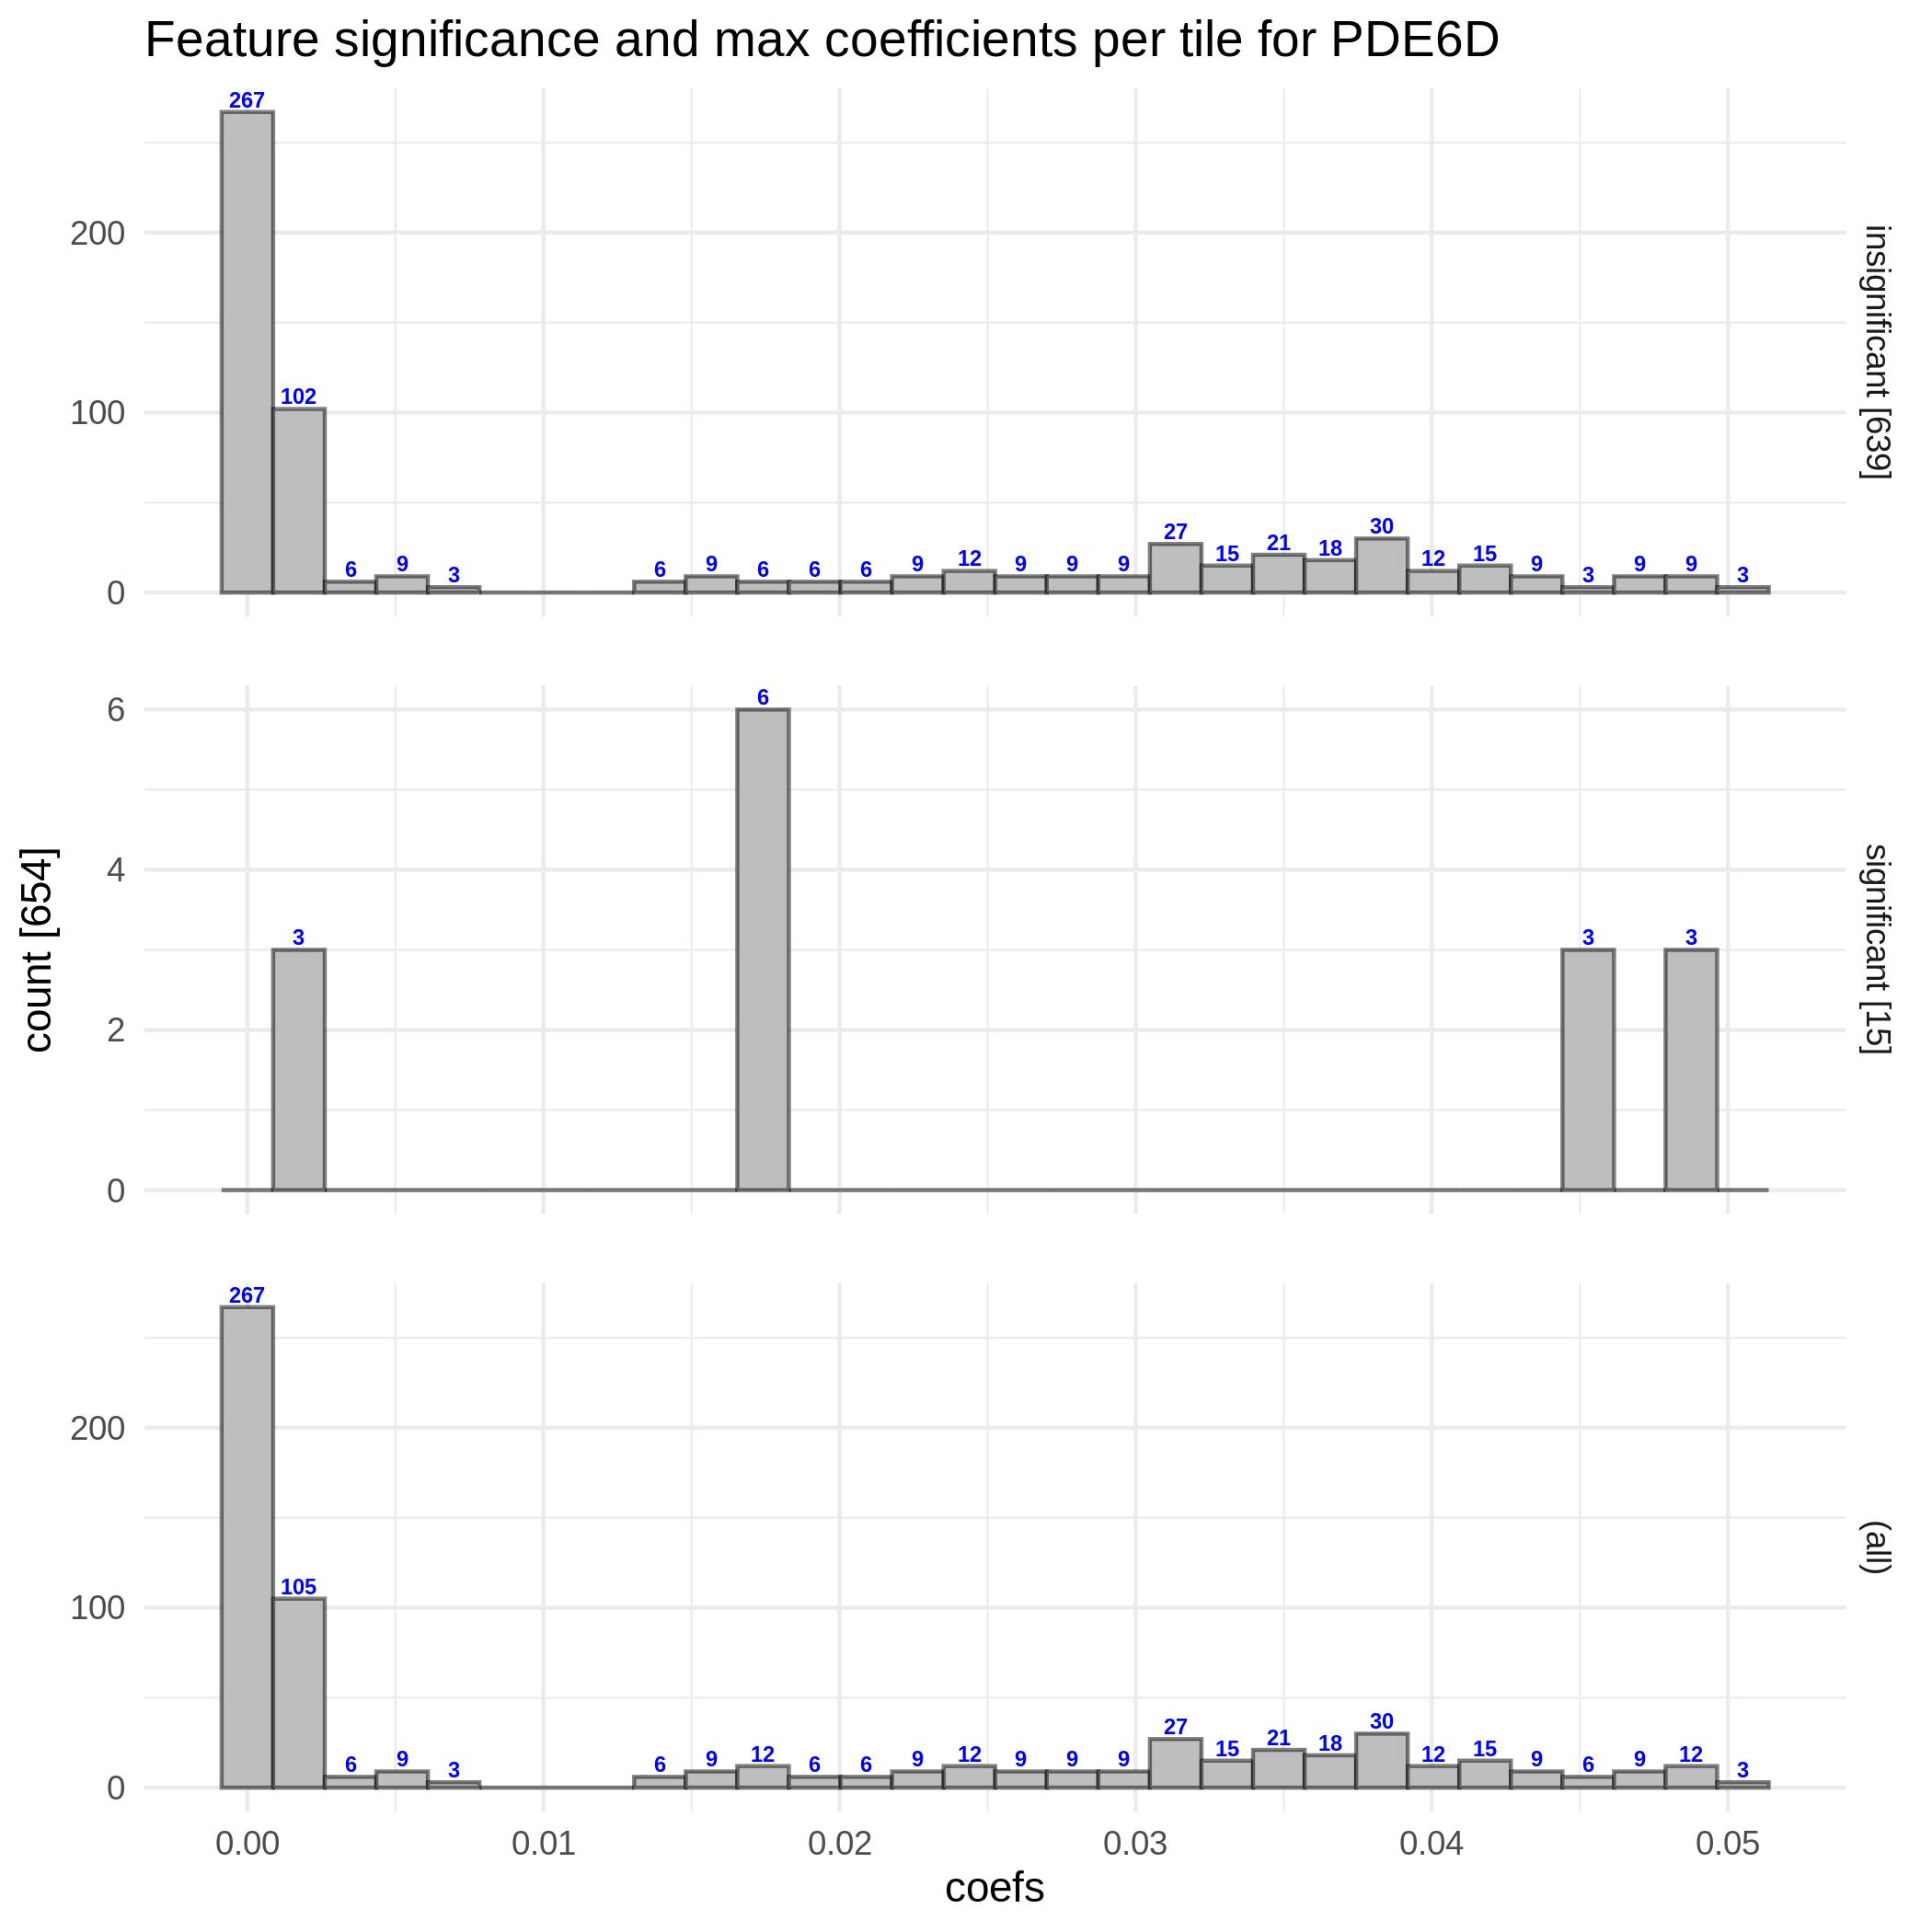 Feature significance and max coefficients per tile for PDE6D
267
102
6 9 3 6 9 6 6 6 9 12 9 9 9 27 15 21 18 30 12 15 9 3 9 9 3
200
100
0
insignificant [639]
6
3 3 3
6
4
2
0
significant [15]
count [654]
267
105
6 9 3 6 9 12 6 6 9 12 9 9 9 27 15 21 18 30 12 15 9 6 9 12 3
200
100
0
(all)
0.00 0.01 0.02 0.03 0.04 0.05
coefs